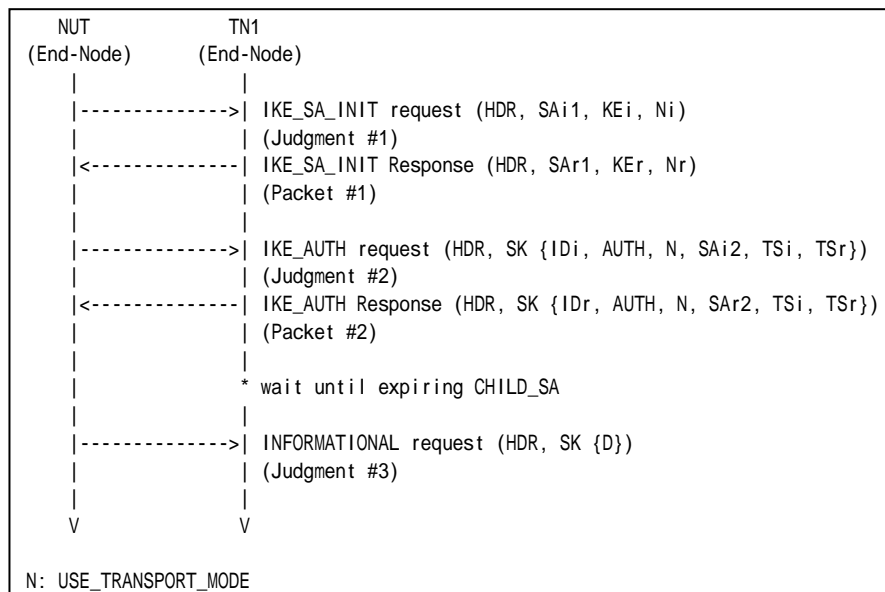 NUT TN1
(End-Node) (End-Node)
| |
|-------------->| IKE_SA_INIT request (HDR, SAi1, KEi, Ni)
| | (Judgment #1)
|<--------------| IKE_SA_INIT Response (HDR, SAr1, KEr, Nr)
| | (Packet #1)
| |
|-------------->| IKE_AUTH request (HDR, SK {IDi, AUTH, N, SAi2, TSi, TSr})
| | (Judgment #2)
|<--------------| IKE_AUTH Response (HDR, SK {IDr, AUTH, N, SAr2, TSi, TSr})
| | (Packet #2)
| |
| * wait until expiring CHILD_SA
| |
|-------------->| INFORMATIONAL request (HDR, SK {D})
| | (Judgment #3)
| |
V V
N: USE_TRANSPORT_MODE